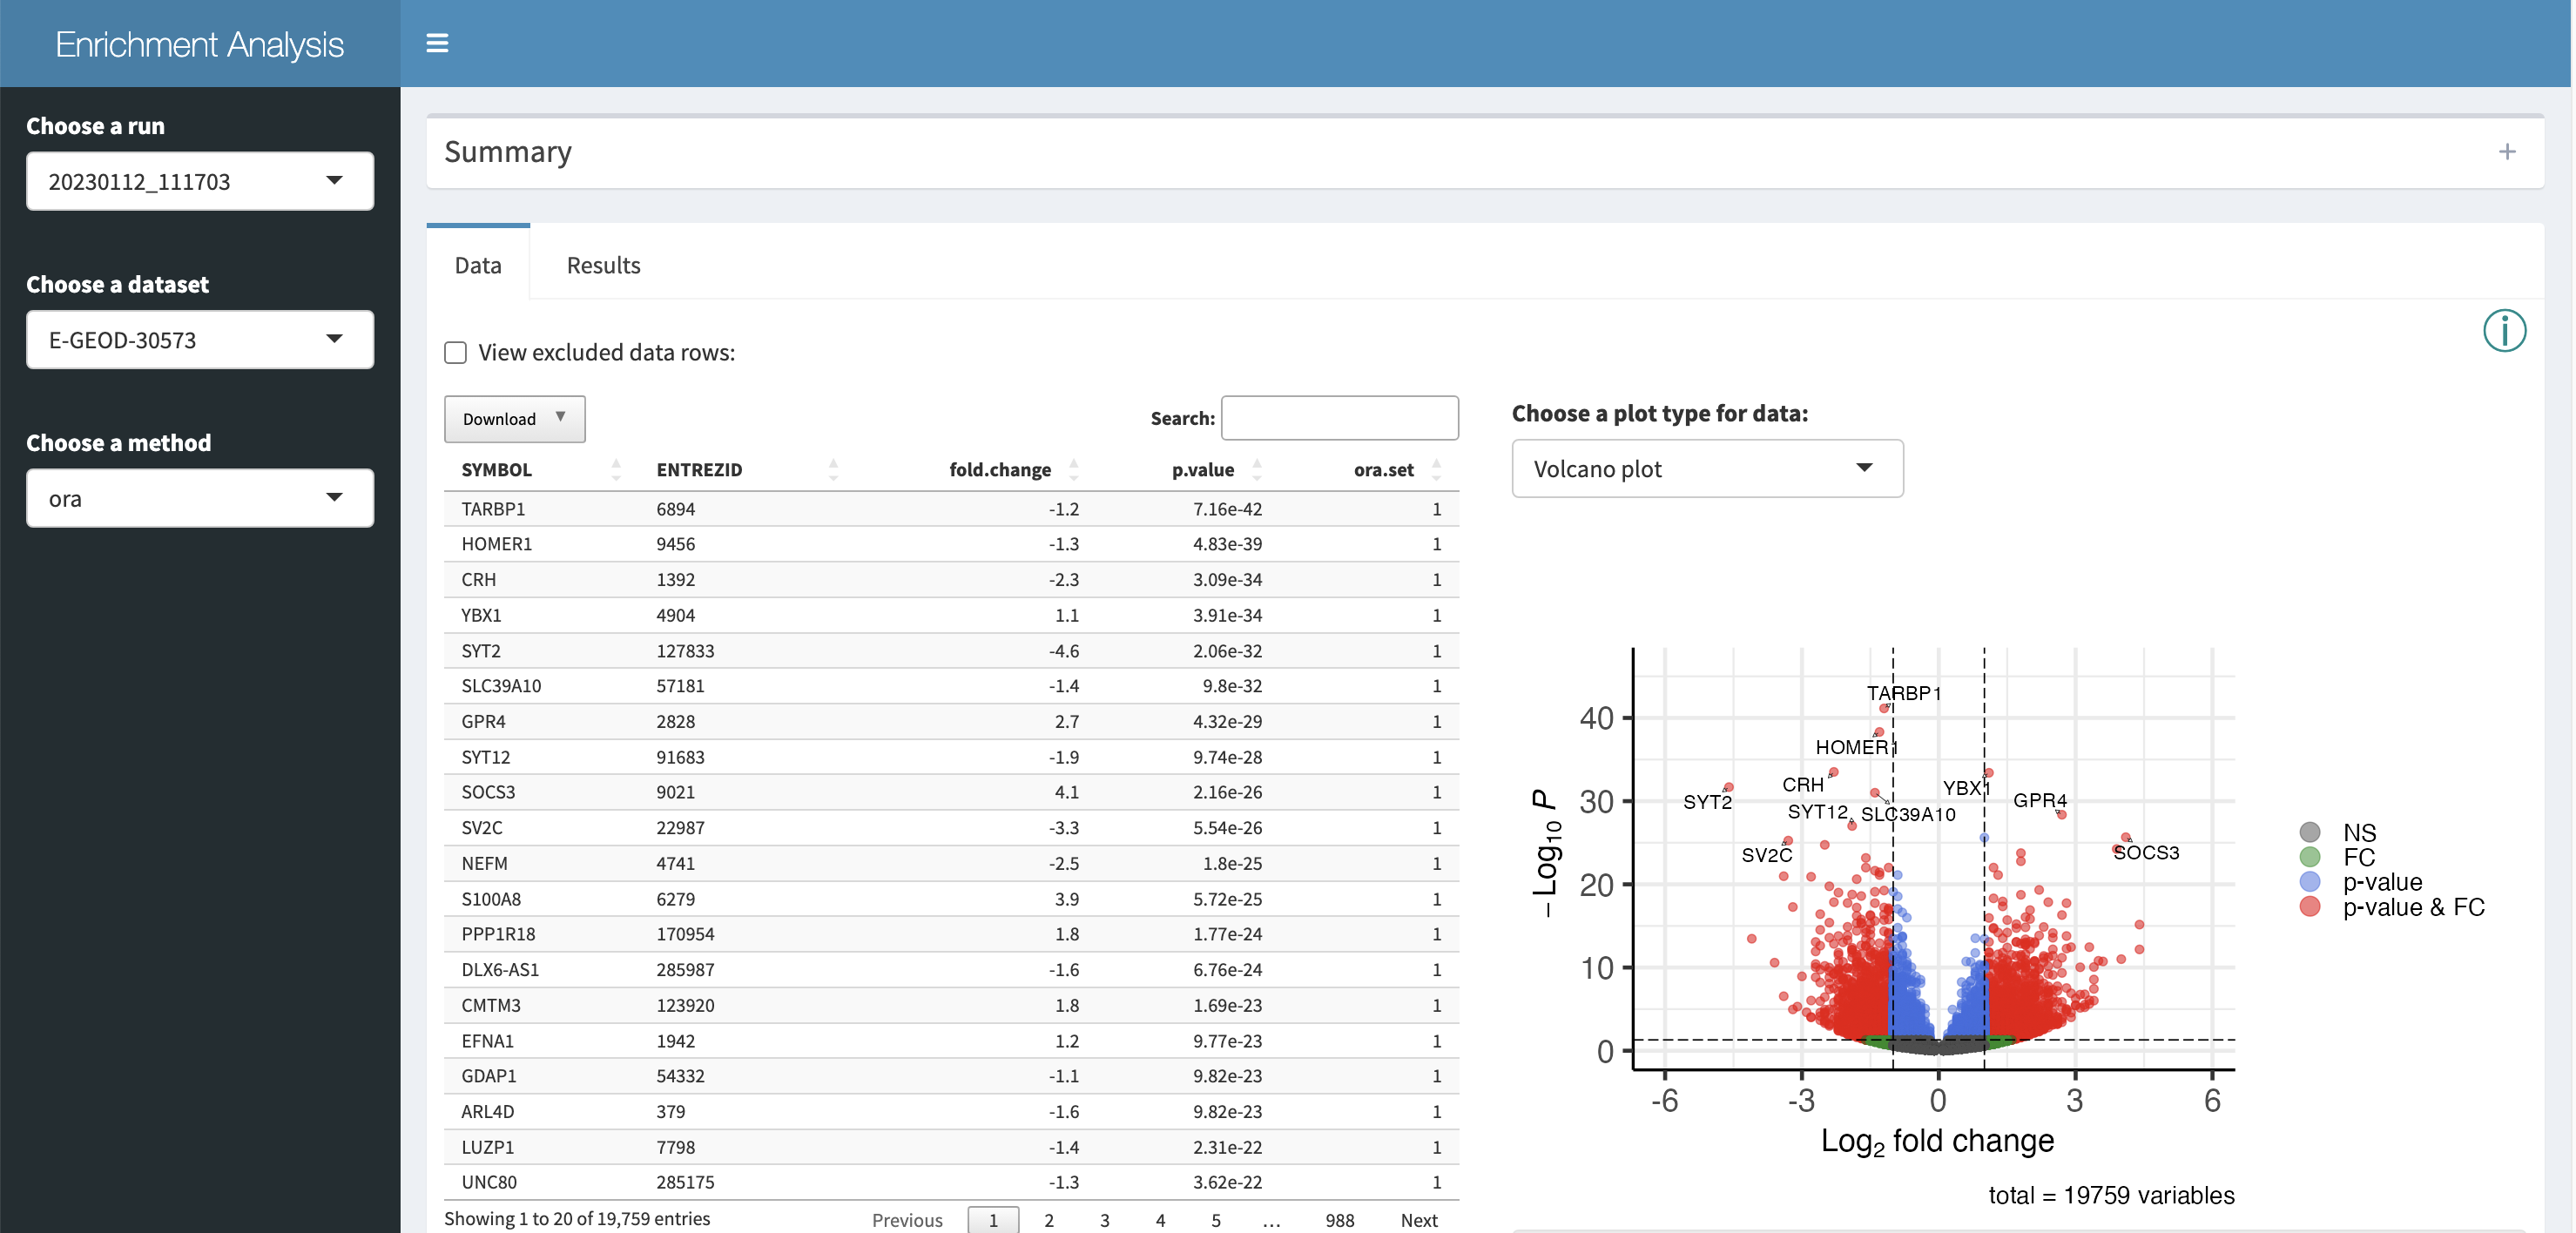 Enrichment Analysis
Choose a run
20230112_111703
Choose a dataset
E-GEOD-30573
Choose a method
ora
Summary
Data Results
View excluded data rows:
Download ▼ Search:
SYMBOL ENTREZID fold.change p.value ora.set
TARBP1 6894 -1.2 7.16e-42 1
HOMER1 9456 -1.3 4.83e-39 1
CRH 1392 -2.3 3.09e-34 1
YBX1 4904 1.1 3.91e-34 1
SYT2 127833 -4.6 2.06e-32 1
SLC39A10 57181 -1.4 9.8e-32 1
GPR4 2828 2.7 4.32e-29 1
SYT12 91683 -1.9 9.74e-28 1
SOCS3 9021 4.1 2.16e-26 1
SV2C 22987 -3.3 5.54e-26 1
NEFM 4741 -2.5 1.8e-25 1
S100A8 6279 3.9 5.72e-25 1
PPP1R18 170954 1.8 1.77e-24 1
DLX6-AS1 285987 -1.6 6.76e-24 1
CMTM3 123920 1.8 1.69e-23 1
EFNA1 1942 1.2 9.77e-23 1
GDAP1 54332 -1.1 9.82e-23 1
ARL4D 379 -1.6 9.82e-23 1
LUZP1 7798 -1.4 2.31e-22 1
UNC80 285175 -1.3 3.62e-22 1
Showing 1 to 20 of 19,759 entries Previous 1 2 3 4 5 … 988 Next
Choose a plot type for data:
Volcano plot
TARBP1
HOMER1
CRH YBX1
SYT2 GPR4
SYT12 SLC39A10
SV2C SOCS3
40
30
20
10
0
− Log10 P
-6 -3 0 3 6
Log2 fold change
NS
FC
p-value
p-value & FC
total = 19759 variables